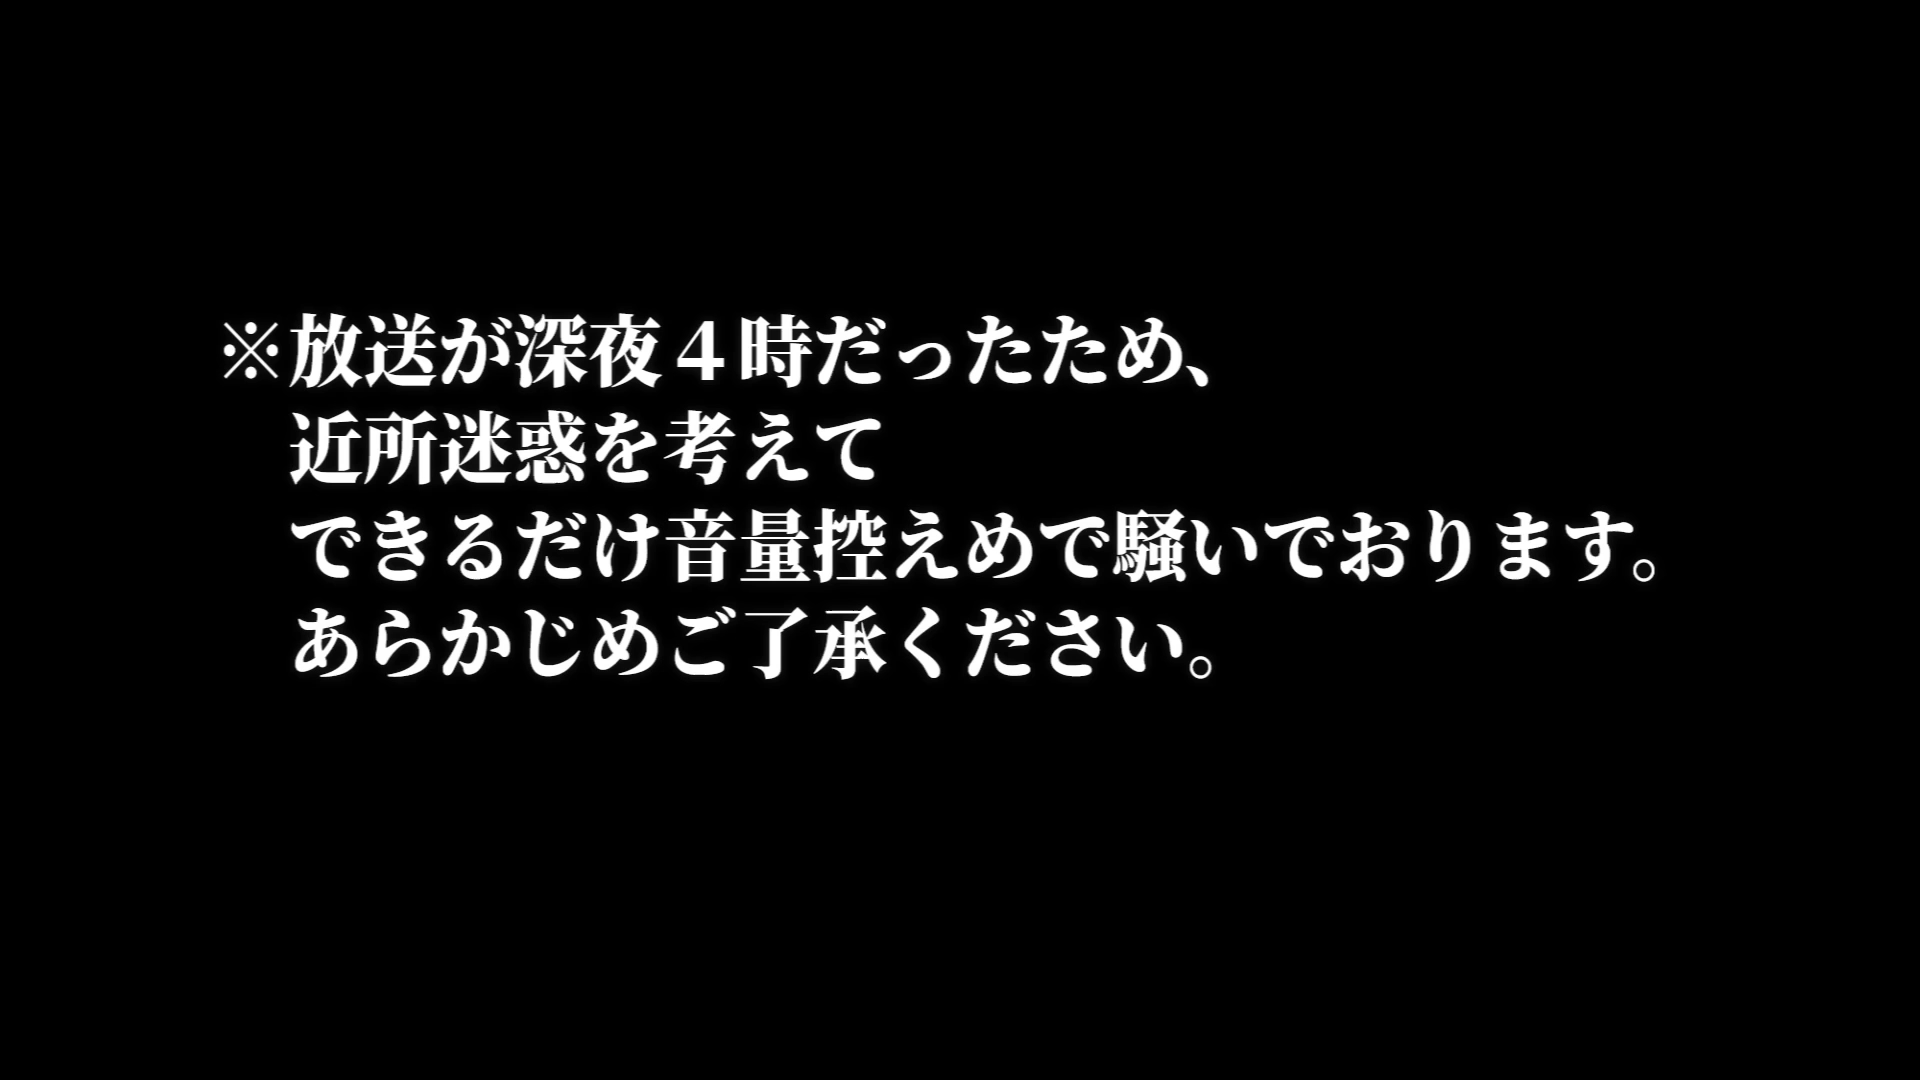 ※放送が深夜４時だったため、
近所迷惑を考えて
できるだけ音量控えめで騒いでおります。
あらかじめご了承ください。